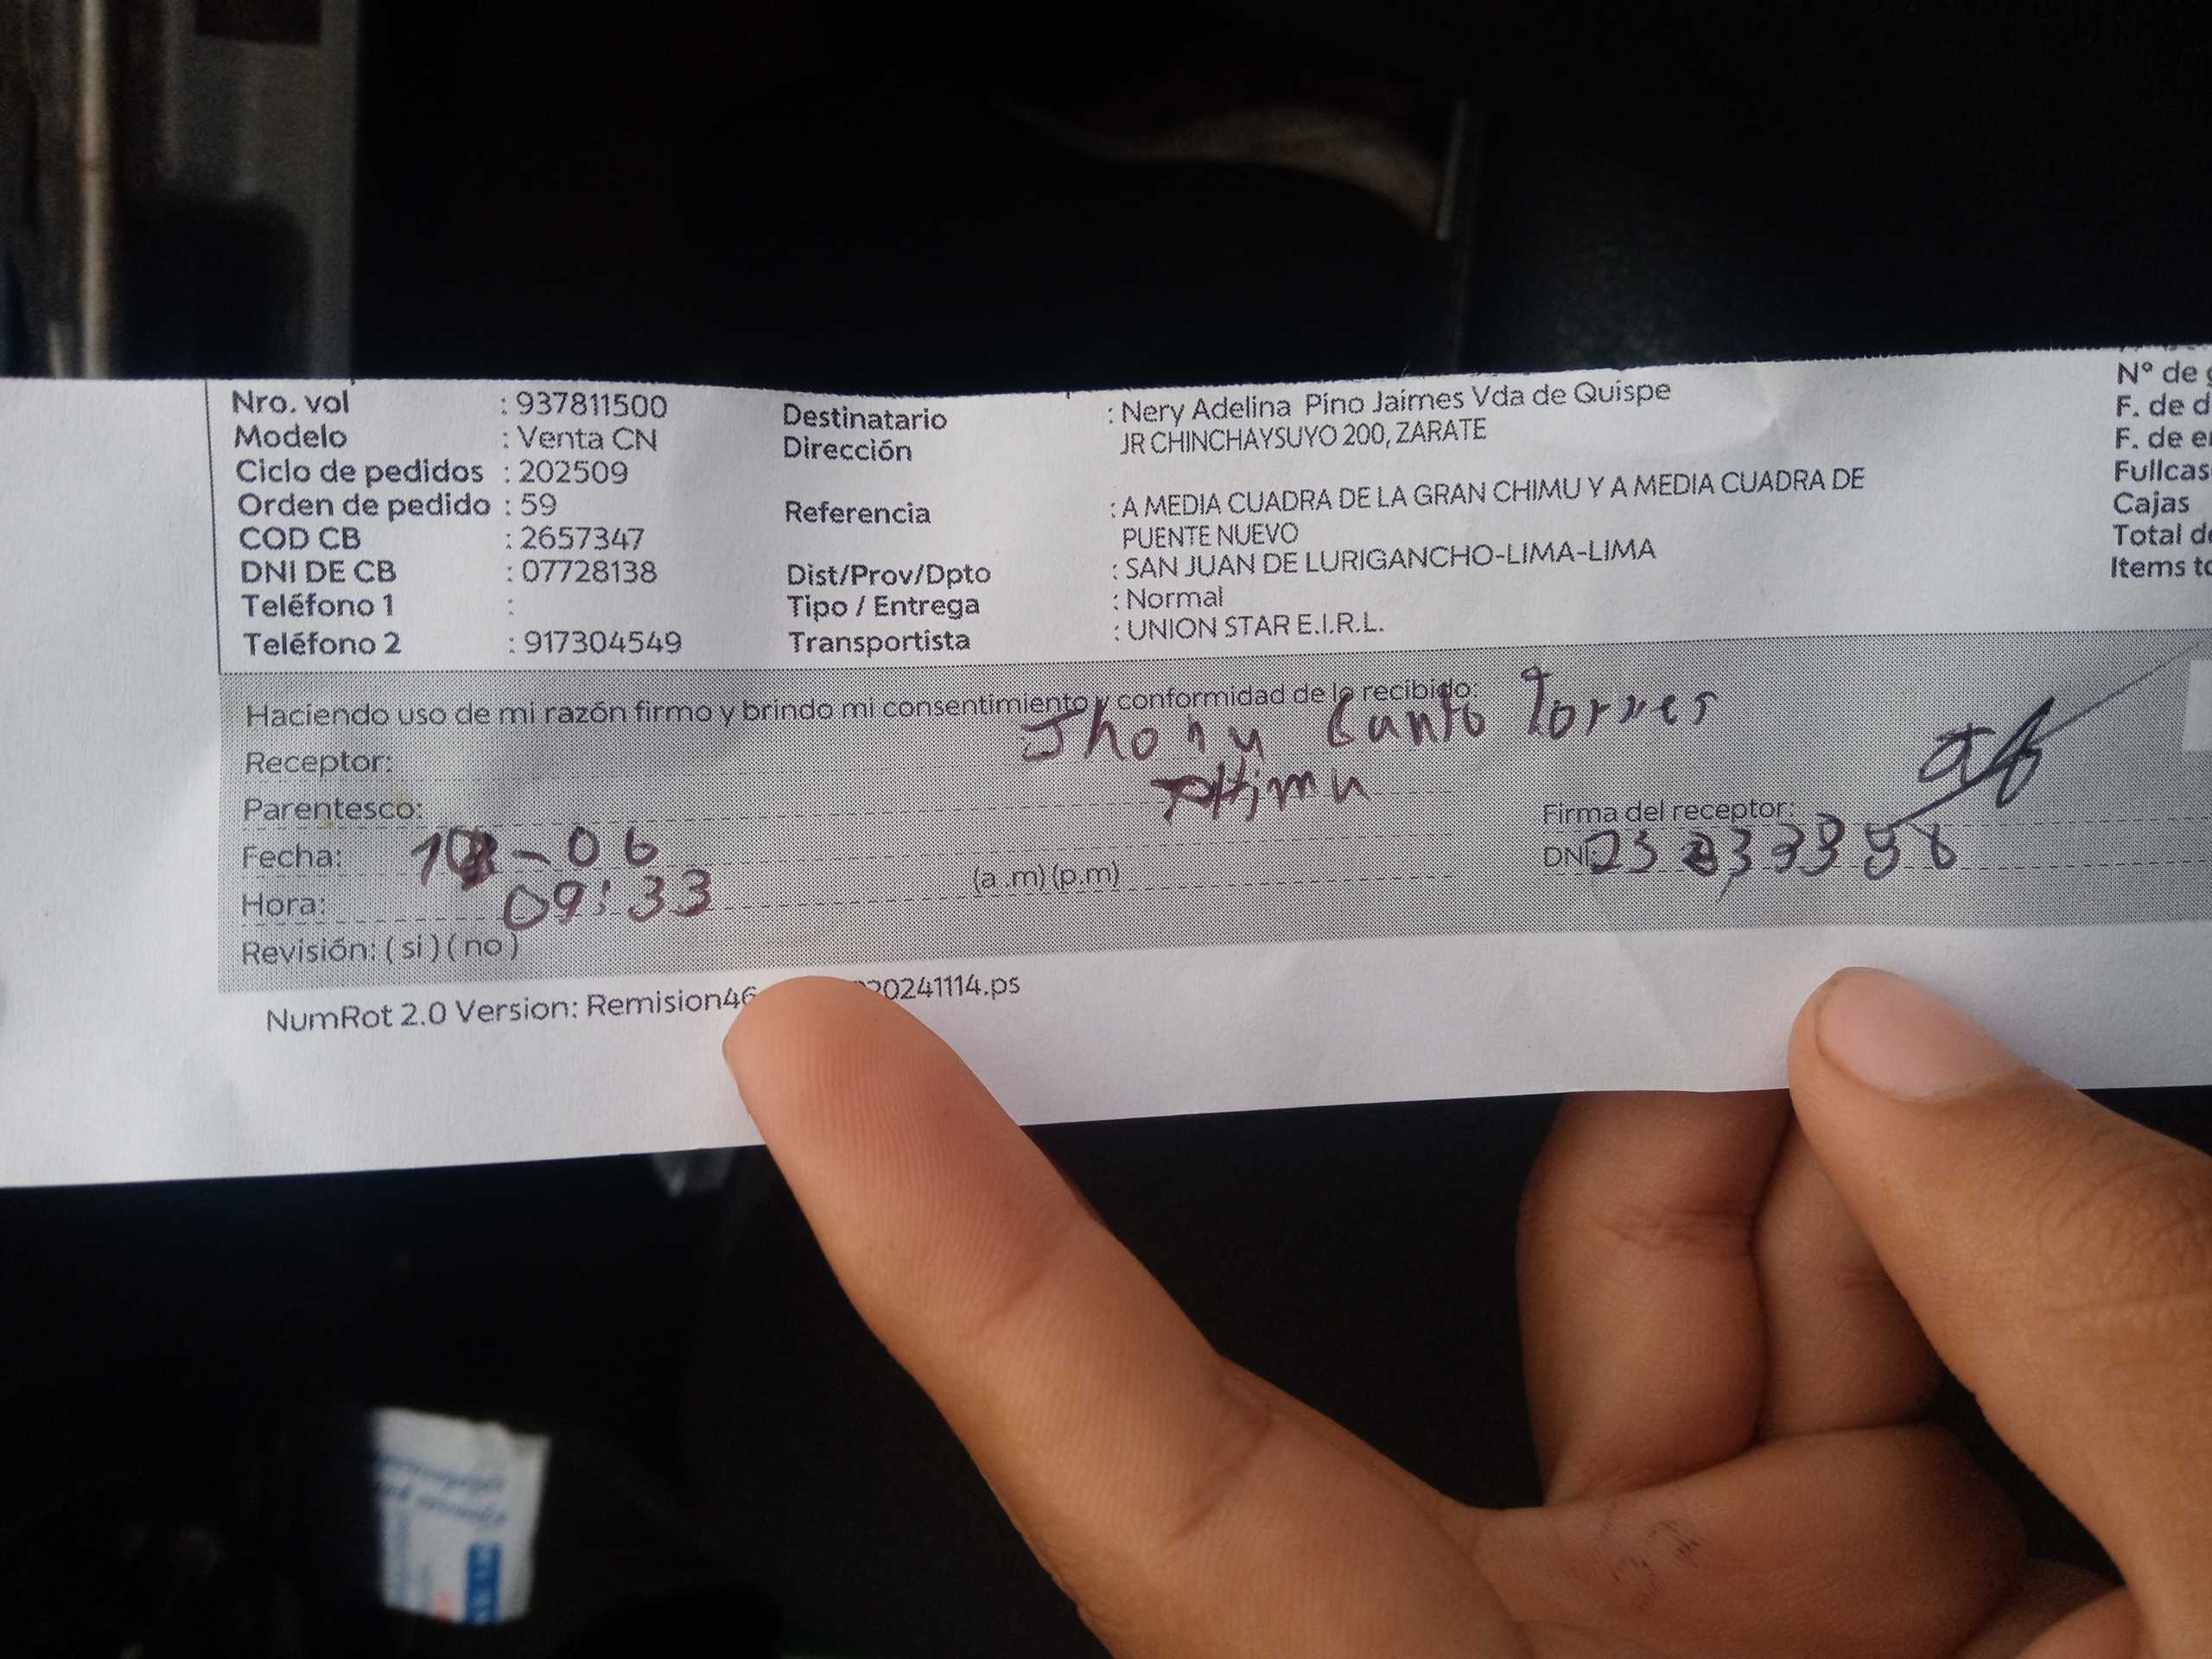 Nro. vol : 937811500
Modelo : Venta CN
Ciclo de pedidos : 202509
Orden de pedido : 59
COD CB : 2657347
DNI DE CB : 07728138
Teléfono 1 :
Teléfono 2 : 917304549
Destinatario : Nery Adelina Pino Jaimes Vda de Quispe
Dirección JR CHINCHAYSUYO 200, ZARATE
Referencia : A MEDIA CUADRA DE LA GRAN CHIMU Y A MEDIA CUADRA DE
PUENTE NUEVO
Dist/Prov/Dpto : SAN JUAN DE LURIGANCHO-LIMA-LIMA
Tipo / Entrega : Normal
Transportista : UNION STAR E.I.R.L.
N° de
F. de
F. de
Fullcas
Cajas
Total
Items
Haciendo uso de mi razón firmo y brindo mi consentimiento y conformidad de lo recibido:
Receptor: Jhony Canto Torres
Parentesco:
Firma del receptor:
Fecha: -06
DNI:
Hora: 09:33 (a .m) (p.m)
Revisión: ( si ) ( no )
NumRot 2.0 Version: Remision46 20241114.ps